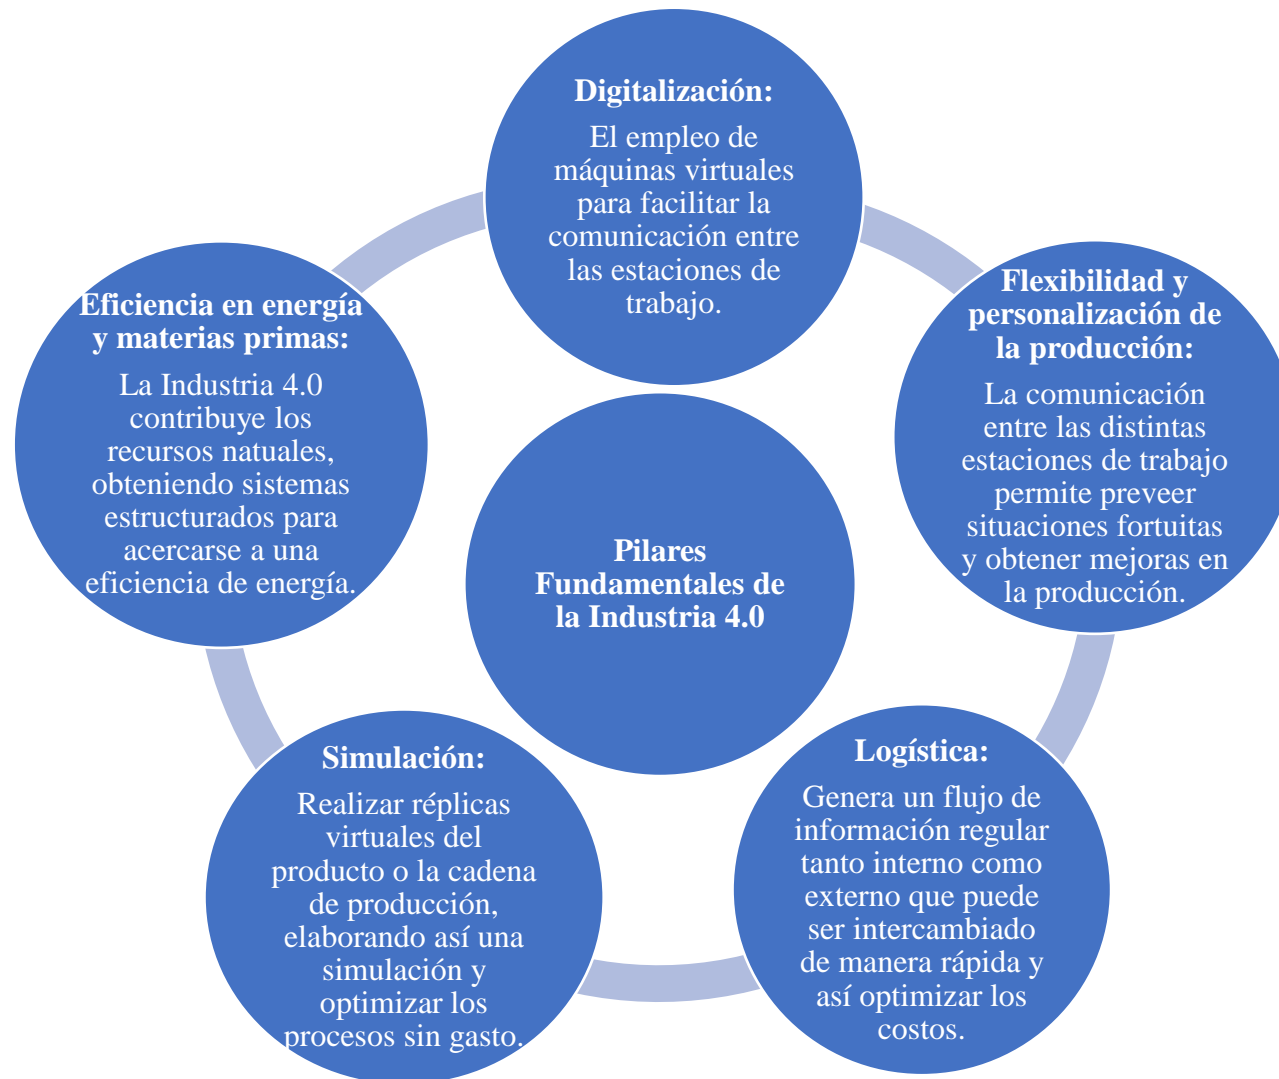 Digitalización:
El empleo de
máquinas virtuales
para facilitar la
comunicación entre
las estaciones de
trabajo.
Flexibilidad y
personalización de
la producción:
La comunicación
entre las distintas
estaciones de trabajo
permite preveer
situaciones fortuitas
y obtener mejoras en
la producción.
Logística:
Genera un flujo de
información regular
tanto interno como
externo que puede
ser intercambiado
de manera rápida y
así optimizar los
costos.
Simulación:
Realizar réplicas
virtuales del
producto o la cadena
de producción,
elaborando así una
simulación y
optimizar los
procesos sin gasto.
Eficiencia en energía
y materias primas:
La Industria 4.0
contribuye los
recursos natuales,
obteniendo sistemas
estructurados para
acercarse a una
eficiencia de energía.
Pilares
Fundamentales de
la Industria 4.0